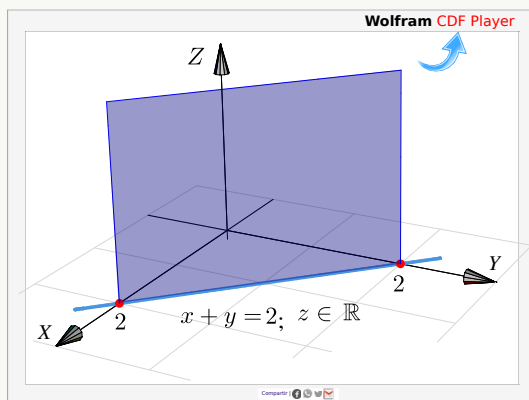 Wolfram CDF Player
Z
Y
2
X
2
x + y = 2; z ∈ ℝ
Compartir |